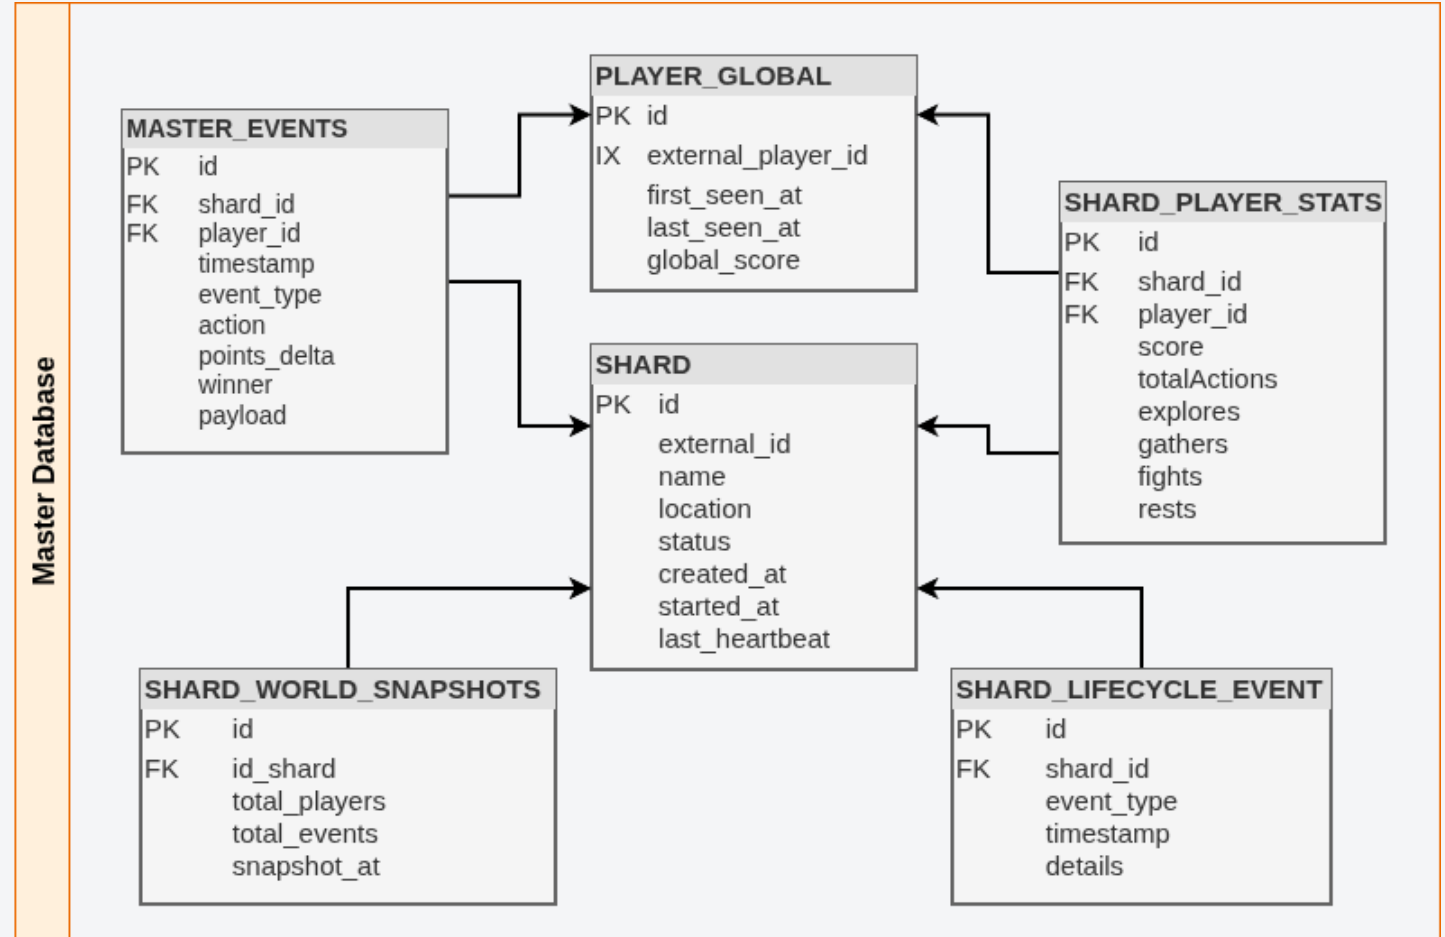 Master Database
MASTER_EVENTS
PK id
FK shard_id
FK player_id
timestamp
event_type
action
points_delta
winner
payload
PLAYER_GLOBAL
PK id
IX external_player_id
first_seen_at
last_seen_at
global_score
SHARD
PK id
external_id
name
location
status
created_at
started_at
last_heartbeat
SHARD_PLAYER_STATS
PK id
FK shard_id
FK player_id
score
totalActions
explores
gathers
fights
rests
SHARD_WORLD_SNAPSHOTS
PK id
FK id_shard
total_players
total_events
snapshot_at
SHARD_LIFECYCLE_EVENT
PK id
FK shard_id
event_type
timestamp
details